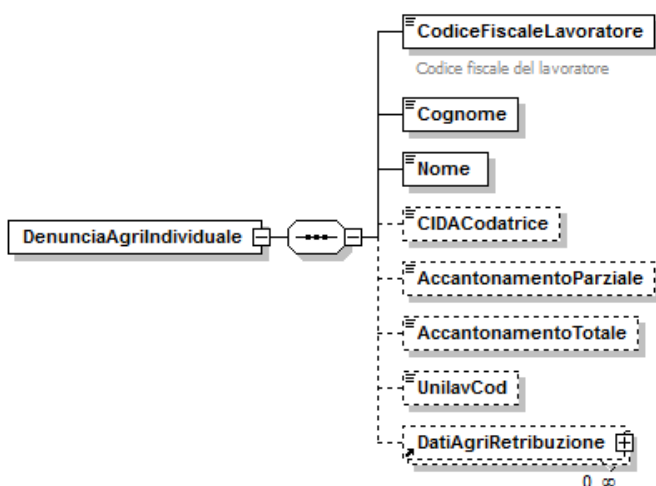 CodiceFiscaleLavoratore
Codice fiscale del lavoratore
Cognome
Nome
DenunciaAgriIndividuale
CIDACodatrice
AccantonamentoParziale
AccantonamentoTotale
UnilavCod
DatiAgriRetribuzione
0..∞